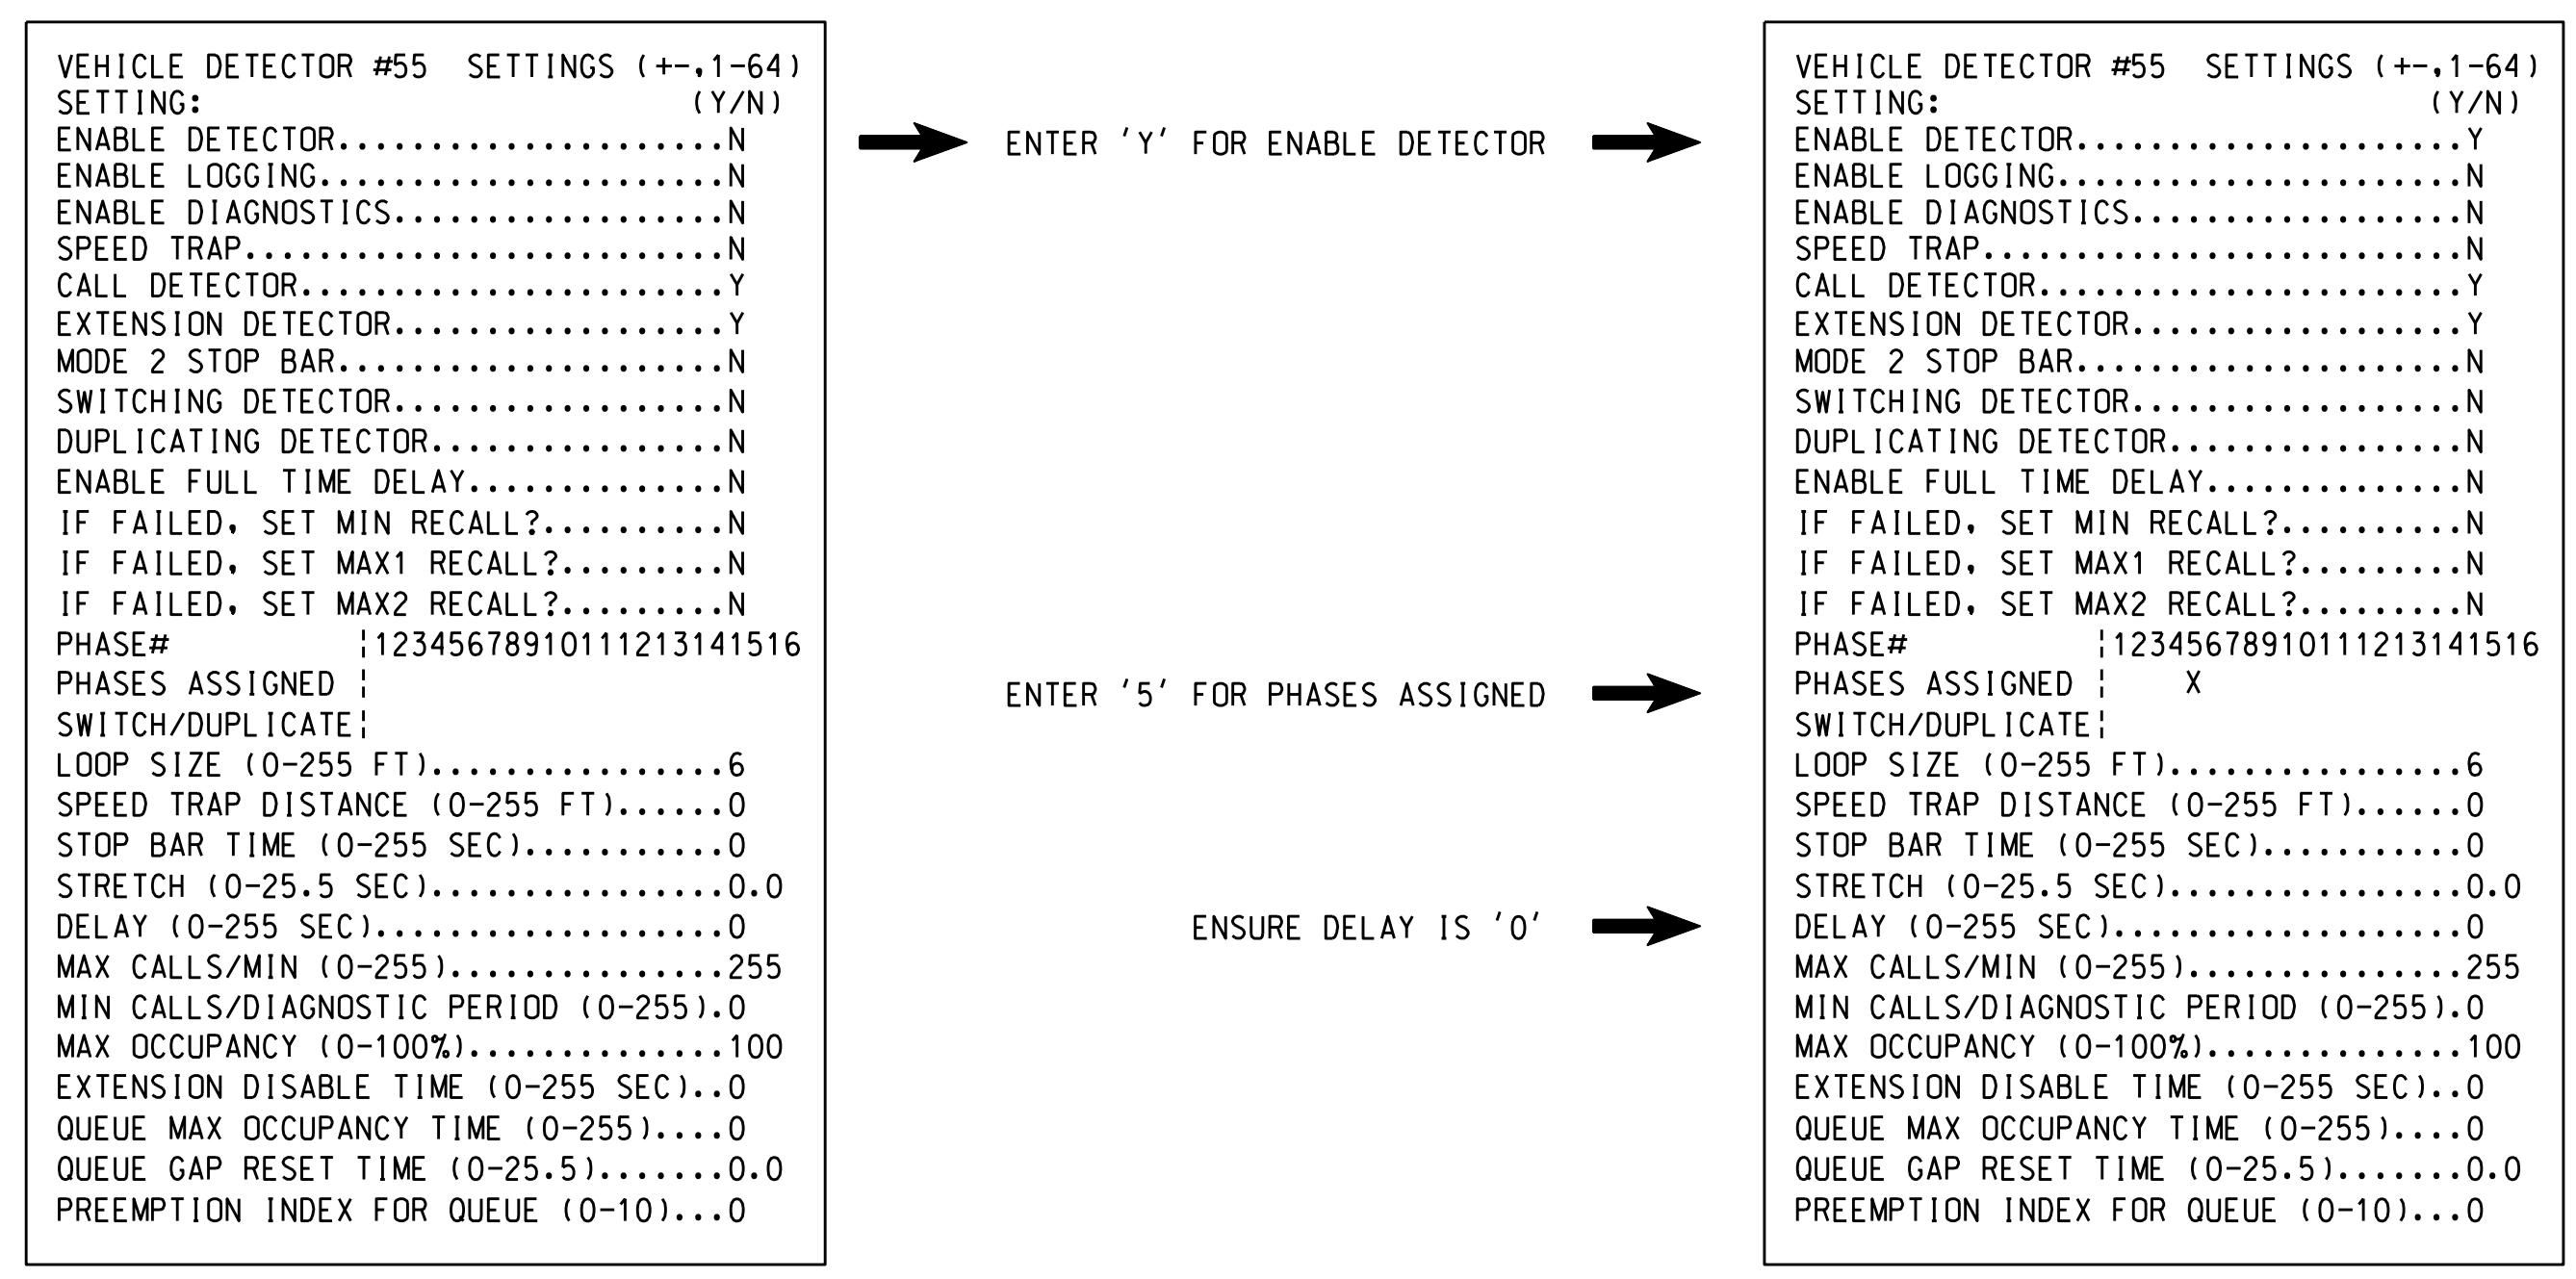 VEHICLE DETECTOR #55  SETTINGS (+-,1-64)
SETTING:                          (Y/N)
ENABLE DETECTOR.....................N
ENABLE LOGGING......................N
ENABLE DIAGNOSTICS..................N
SPEED TRAP..........................N
CALL DETECTOR.......................Y
EXTENSION DETECTOR..................Y
MODE 2 STOP BAR.....................N
SWITCHING DETECTOR..................N
DUPLICATING DETECTOR................N
ENABLE FULL TIME DELAY..............N
IF FAILED, SET MIN RECALL?..........N
IF FAILED, SET MAX1 RECALL?.........N
IF FAILED, SET MAX2 RECALL?.........N
PHASE#          |12345678910111213141516
PHASES ASSIGNED |
SWITCH/DUPLICATE|
LOOP SIZE (0-255 FT)................6
SPEED TRAP DISTANCE (0-255 FT)......0
STOP BAR TIME (0-255 SEC)...........0
STRETCH (0-25.5 SEC)................0.0
DELAY (0-255 SEC)...................0
MAX CALLS/MIN (0-255)...............255
MIN CALLS/DIAGNOSTIC PERIOD (0-255).0
MAX OCCUPANCY (0-100%)..............100
EXTENSION DISABLE TIME (0-255 SEC)..0
QUEUE MAX OCCUPANCY TIME (0-255)....0
QUEUE GAP RESET TIME (0-25.5).......0.0
PREEMPTION INDEX FOR QUEUE (0-10)...0
ENTER 'Y' FOR ENABLE DETECTOR
ENTER '5' FOR PHASES ASSIGNED
ENSURE DELAY IS '0'
VEHICLE DETECTOR #55  SETTINGS (+-,1-64)
SETTING:                          (Y/N)
ENABLE DETECTOR.....................Y
ENABLE LOGGING......................N
ENABLE DIAGNOSTICS..................N
SPEED TRAP..........................N
CALL DETECTOR.......................Y
EXTENSION DETECTOR..................Y
MODE 2 STOP BAR.....................N
SWITCHING DETECTOR..................N
DUPLICATING DETECTOR................N
ENABLE FULL TIME DELAY..............N
IF FAILED, SET MIN RECALL?..........N
IF FAILED, SET MAX1 RECALL?.........N
IF FAILED, SET MAX2 RECALL?.........N
PHASE#          |12345678910111213141516
PHASES ASSIGNED |    X
SWITCH/DUPLICATE|
LOOP SIZE (0-255 FT)................6
SPEED TRAP DISTANCE (0-255 FT)......0
STOP BAR TIME (0-255 SEC)...........0
STRETCH (0-25.5 SEC)................0.0
DELAY (0-255 SEC)...................0
MAX CALLS/MIN (0-255)...............255
MIN CALLS/DIAGNOSTIC PERIOD (0-255).0
MAX OCCUPANCY (0-100%)..............100
EXTENSION DISABLE TIME (0-255 SEC)..0
QUEUE MAX OCCUPANCY TIME (0-255)....0
QUEUE GAP RESET TIME (0-25.5).......0.0
PREEMPTION INDEX FOR QUEUE (0-10)...0